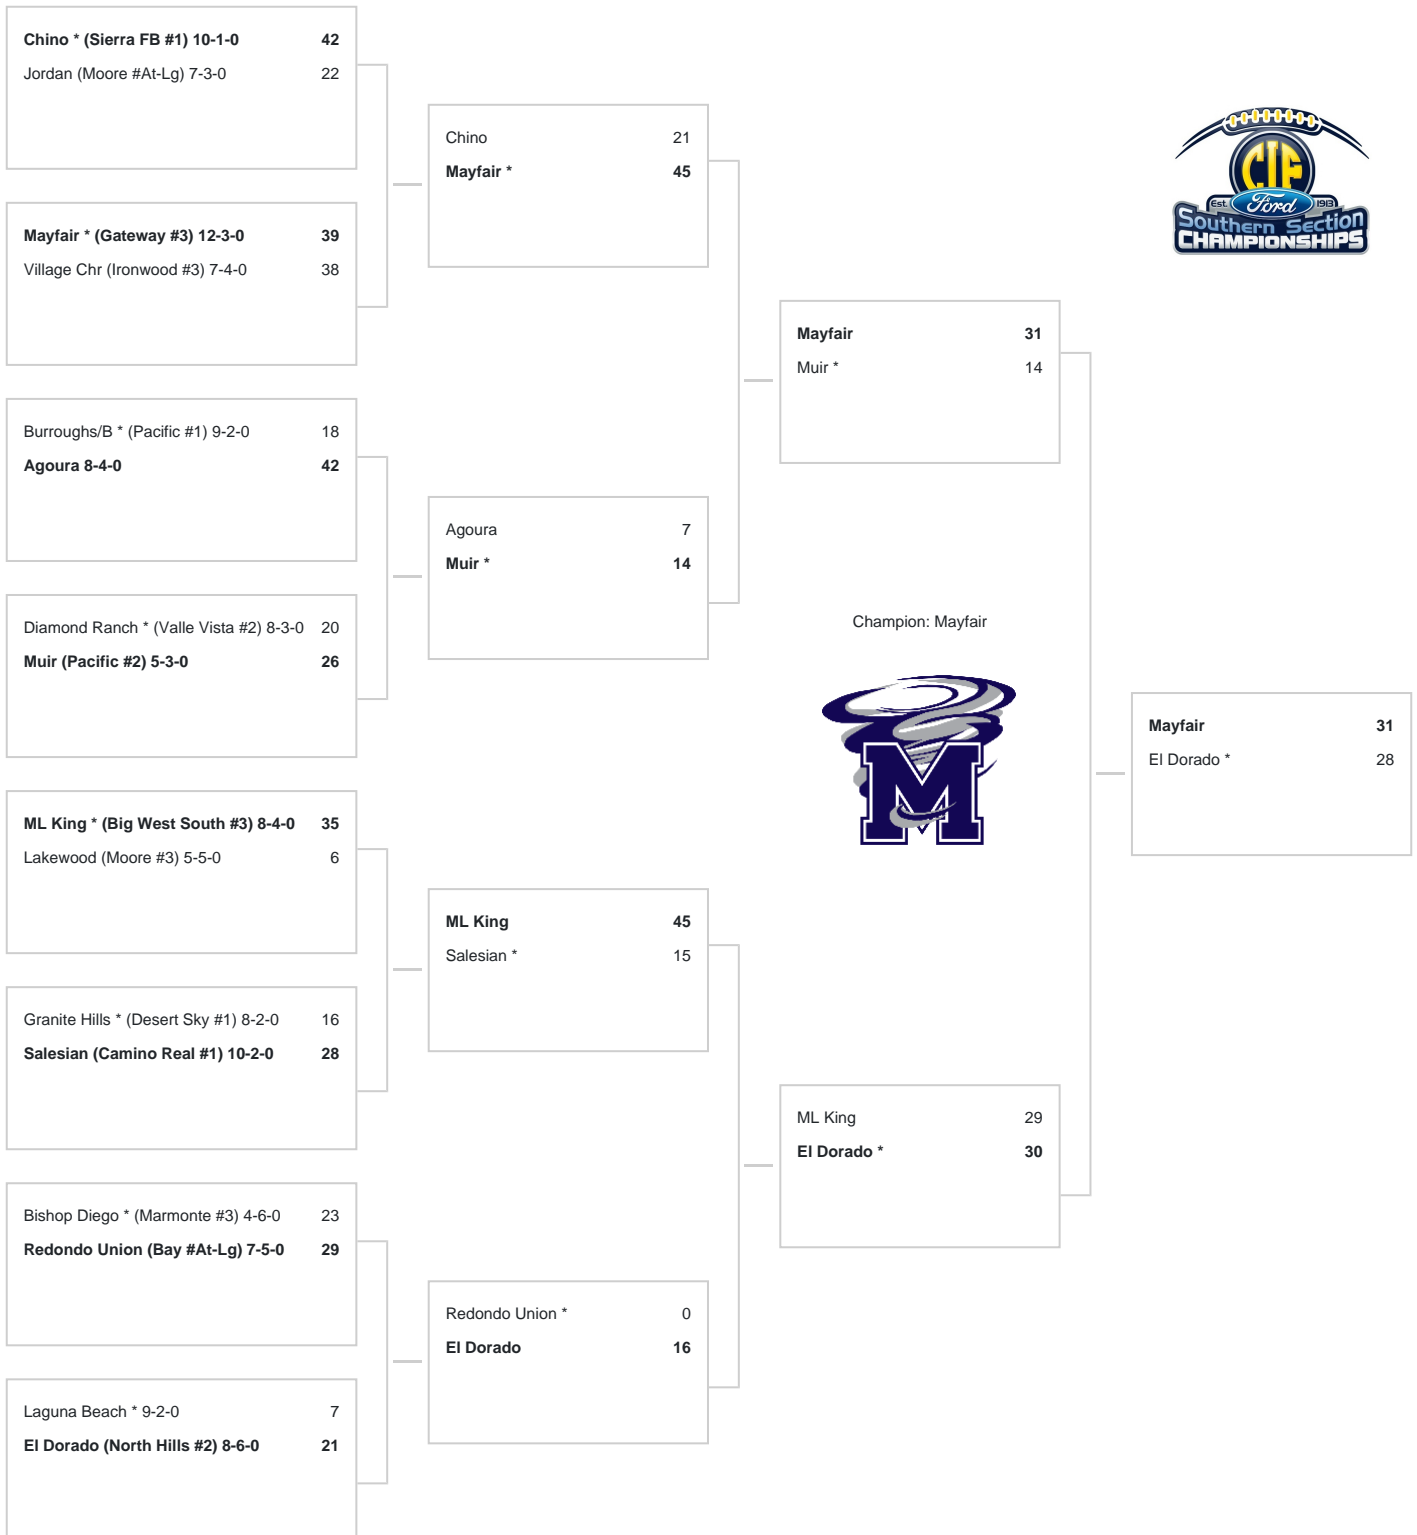 Chino * (Sierra FB #1) 10-1-0 42
Jordan (Moore #At-Lg) 7-3-0 22
Mayfair * (Gateway #3) 12-3-0 39
Village Chr (Ironwood #3) 7-4-0 38
Burroughs/B * (Pacific #1) 9-2-0 18
Agoura 8-4-0 42
Diamond Ranch * (Valle Vista #2) 8-3-0 20
Muir (Pacific #2) 5-3-0 26
ML King * (Big West South #3) 8-4-0 35
Lakewood (Moore #3) 5-5-0 6
Granite Hills * (Desert Sky #1) 8-2-0 16
Salesian (Camino Real #1) 10-2-0 28
Bishop Diego * (Marmonte #3) 4-6-0 23
Redondo Union (Bay #At-Lg) 7-5-0 29
Laguna Beach * 9-2-0 7
El Dorado (North Hills #2) 8-6-0 21
Chino 21
Mayfair * 45
Agoura 7
Muir * 14
ML King 45
Salesian * 15
Redondo Union * 0
El Dorado 16
Mayfair 31
Muir * 14
Champion: Mayfair
M
ML King 29
El Dorado * 30
CIF
Est. Ford 1913
Southern Section
CHAMPIONSHIPS
Mayfair 31
El Dorado * 28